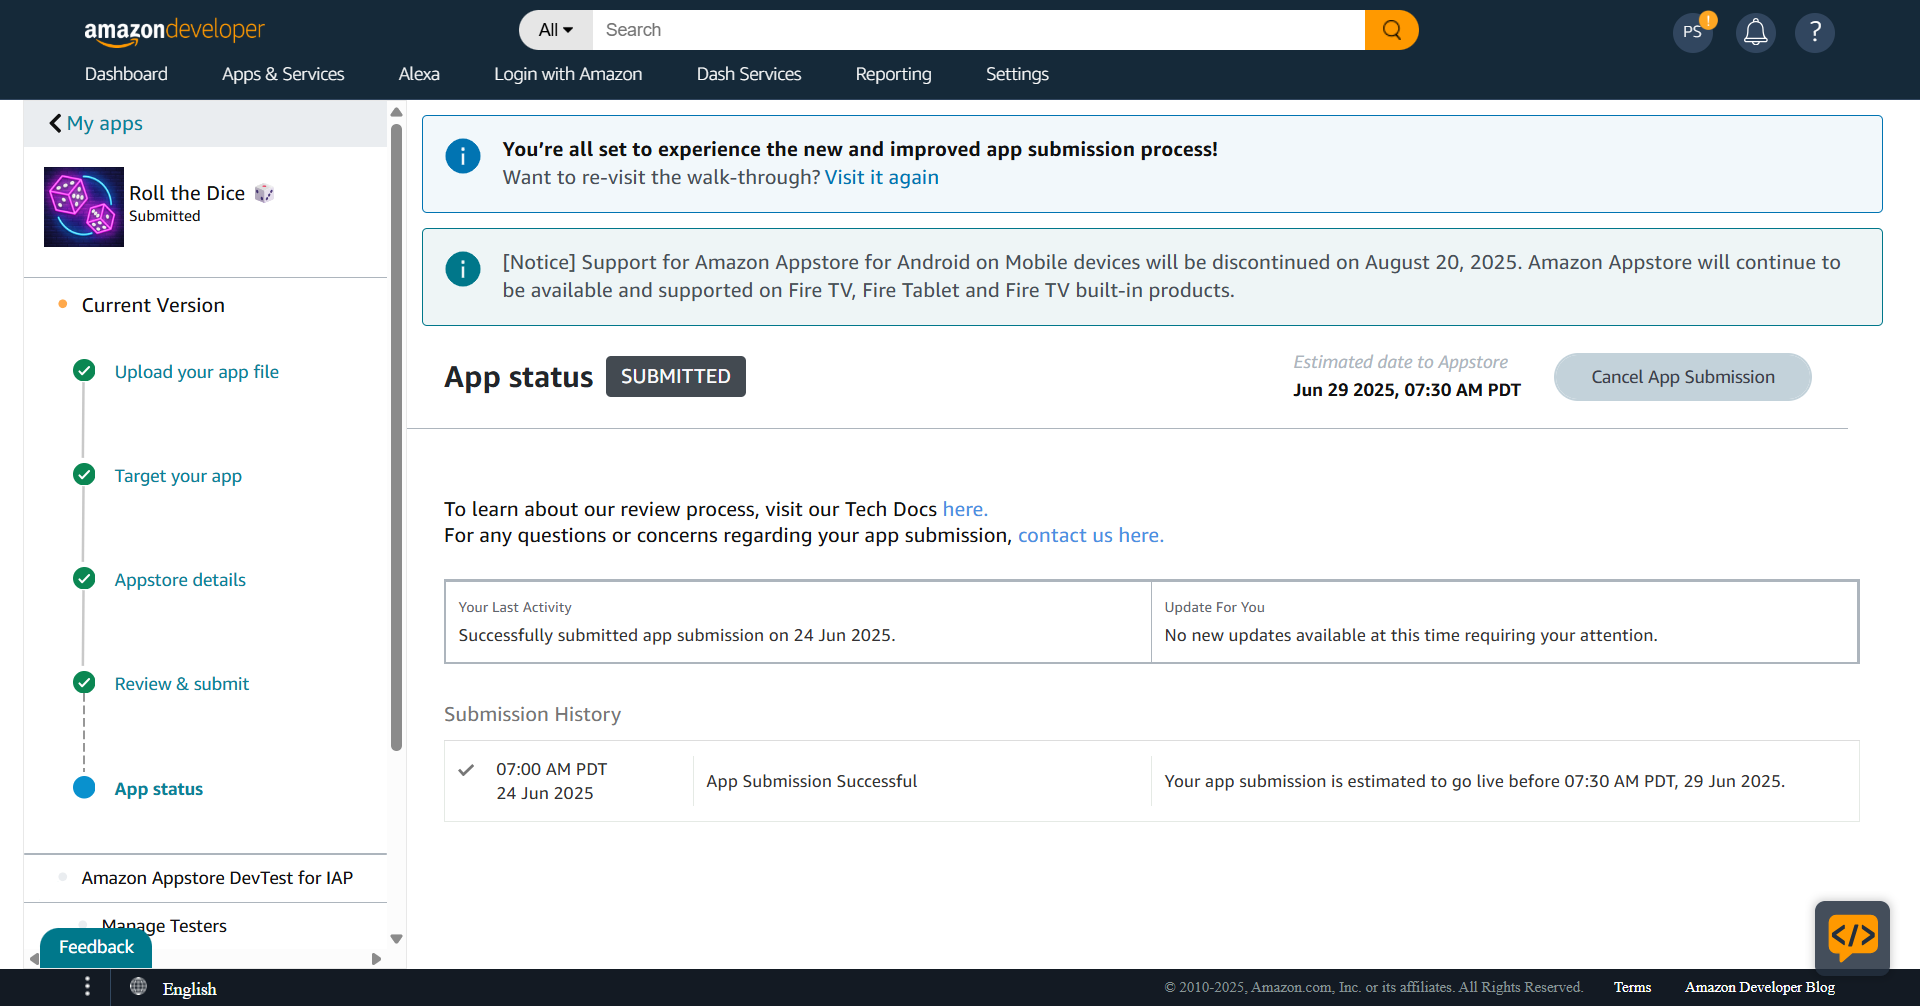 amazondeveloper
All
Search
PS
!
?
Dashboard
Apps & Services
Alexa
Login with Amazon
Dash Services
Reporting
Settings
My apps
Roll the Dice 🎲
Submitted
Current Version
Upload your app file
Target your app
Appstore details
Review & submit
App status
Amazon Appstore DevTest for IAP
Manage Testers
Feedback
You’re all set to experience the new and improved app submission process!
Want to re-visit the walk-through? Visit it again
[Notice] Support for Amazon Appstore for Android on Mobile devices will be discontinued on August 20, 2025. Amazon Appstore will continue to
be available and supported on Fire TV, Fire Tablet and Fire TV built-in products.
App status
SUBMITTED
Estimated date to Appstore
Jun 29 2025, 07:30 AM PDT
Cancel App Submission
To learn about our review process, visit our Tech Docs here.
For any questions or concerns regarding your app submission, contact us here.
Your Last Activity
Successfully submitted app submission on 24 Jun 2025.
Update For You
No new updates available at this time requiring your attention.
Submission History
07:00 AM PDT
24 Jun 2025
App Submission Successful
Your app submission is estimated to go live before 07:30 AM PDT, 29 Jun 2025.
</>
English
© 2010-2025, Amazon.com, Inc. or its affiliates. All Rights Reserved.
Terms
Amazon Developer Blog